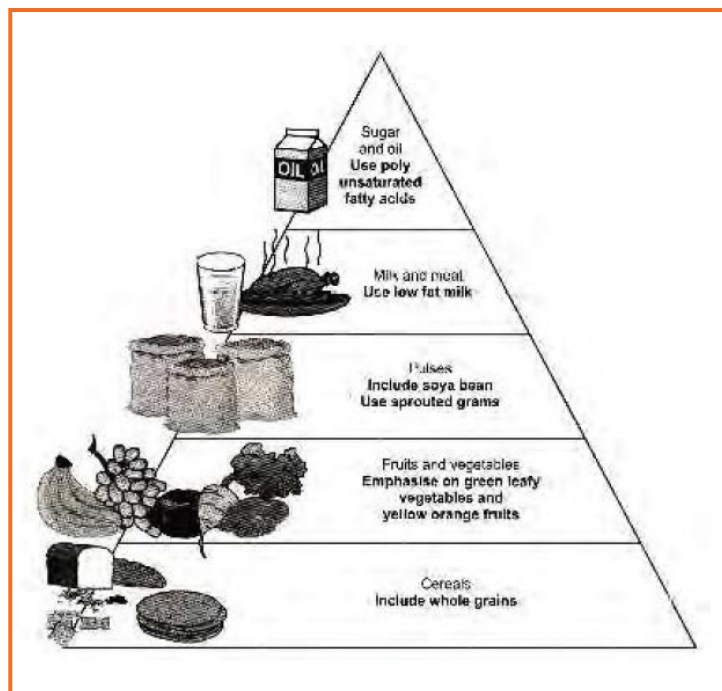 Sugar
and oil
Use poly
unsaturated
fatty acids
OIL OIL
Milk and meat
Use low fat milk
Pulses
Include soya bean
Use sprouted grams
Fruits and vegetables
Emphasise on green leafy
vegetables and
yellow orange fruits
Cereals
Include whole grains